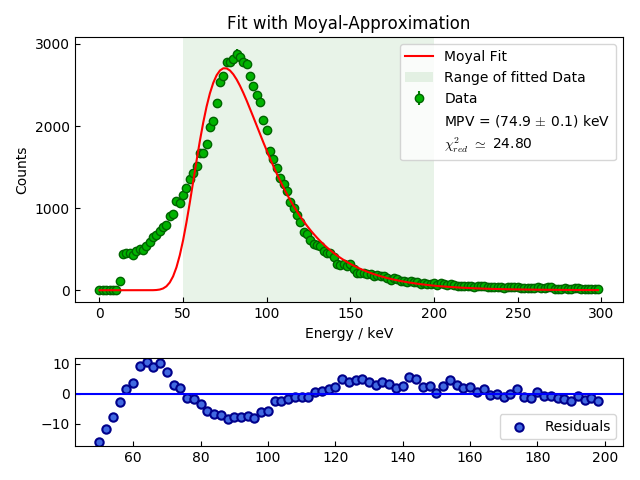 Fit with Moyal-Approximation
Counts
3000
2000
1000
0
Moyal Fit
Range of fitted Data
Data
MPV = (74.9 ± 0.1) keV
χ²_red ≃ 24.80
0 50 100 150 200 250 300
Energy / keV
10
0
−10
Residuals
60 80 100 120 140 160 180 200